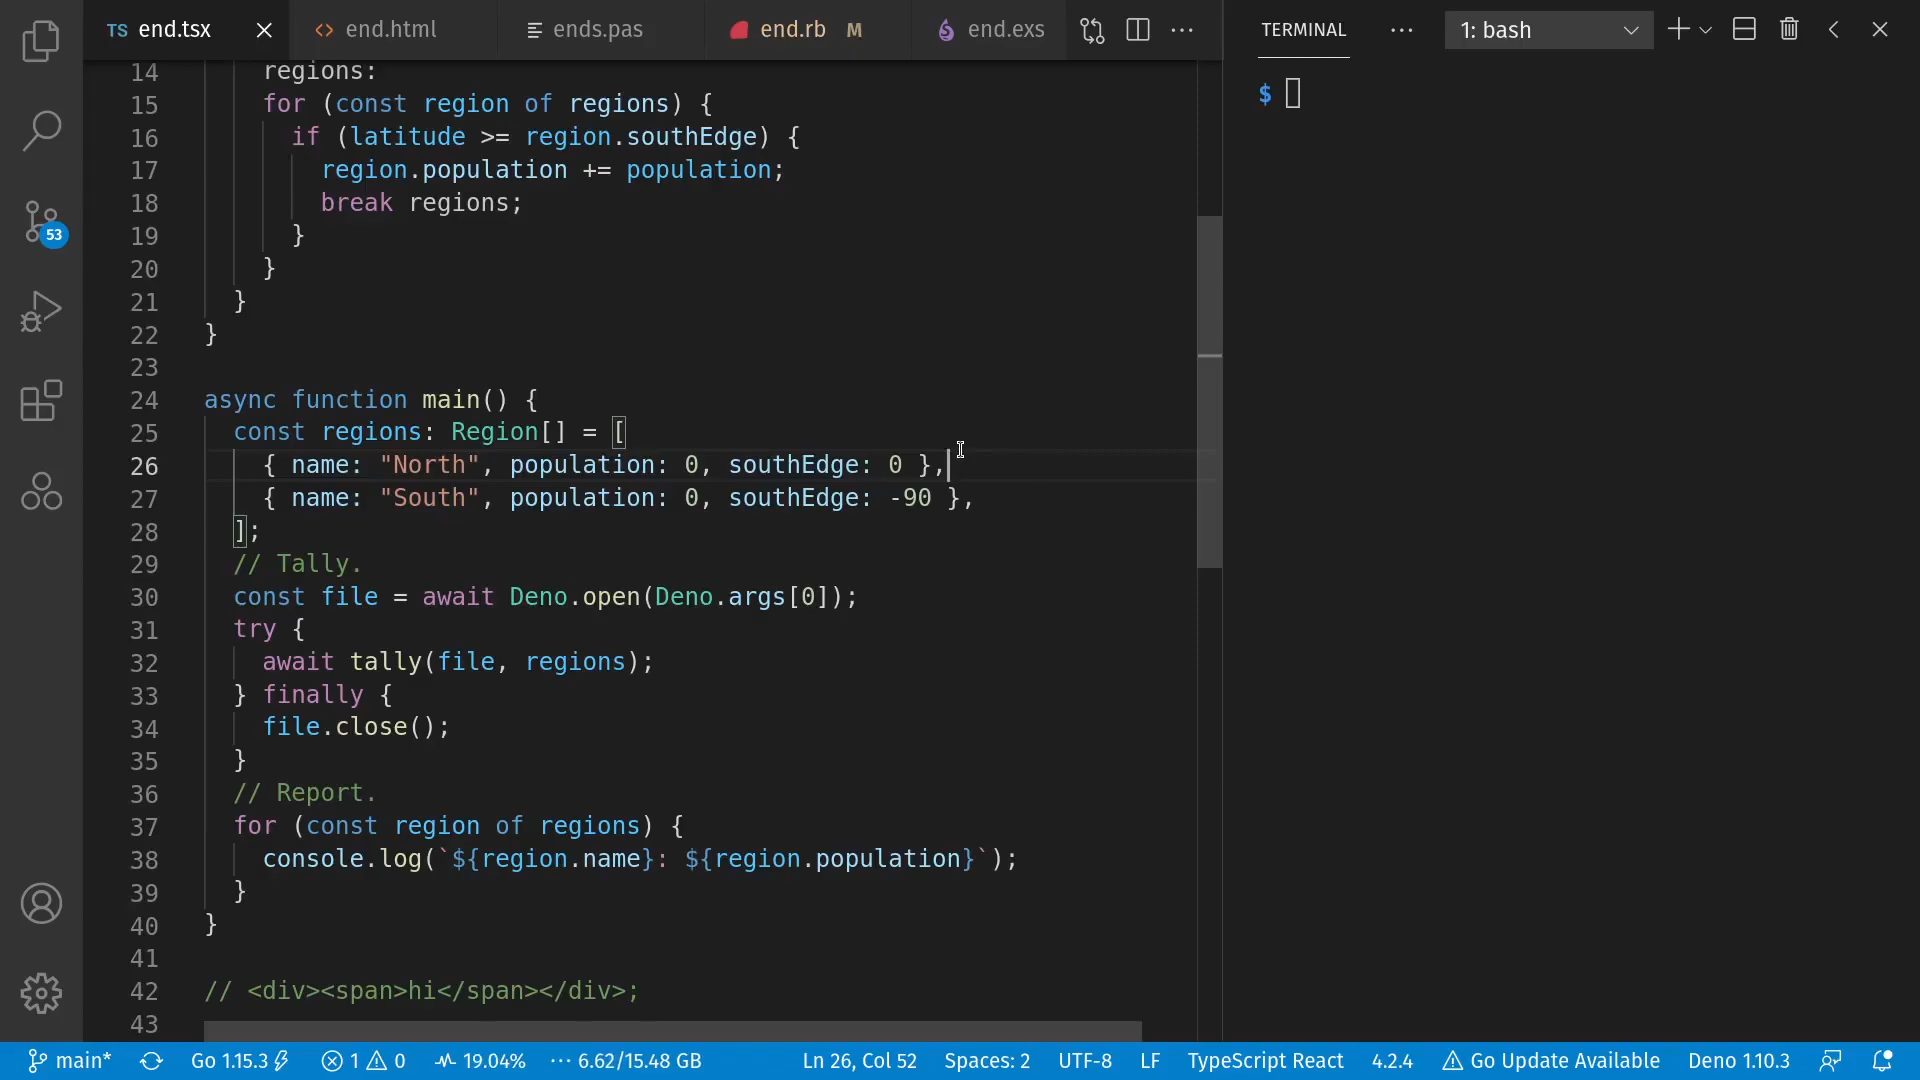 TS end.tsx
<> end.html
ends.pas
end.rb M
end.exs
TERMINAL
1: bash
$
53
14 regions:
15 for (const region of regions) {
16 if (latitude >= region.southEdge) {
17 region.population += population;
18 break regions;
19 }
20 }
21 }
22 }
23
24 async function main() {
25 const regions: Region[] = [
26 { name: "North", population: 0, southEdge: 0 },
27 { name: "South", population: 0, southEdge: -90 },
28 ];
29 // Tally.
30 const file = await Deno.open(Deno.args[0]);
31 try {
32 await tally(file, regions);
33 } finally {
34 file.close();
35 }
36 // Report.
37 for (const region of regions) {
38 console.log(`${region.name}: ${region.population}`);
39 }
40 }
41
42 // <div><span>hi</span></div>;
43
main* Go 1.15.3 1 0 19.04% ··· 6.62/15.48 GB Ln 26, Col 52 Spaces: 2 UTF-8 LF TypeScript React 4.2.4 Go Update Available Deno 1.10.3